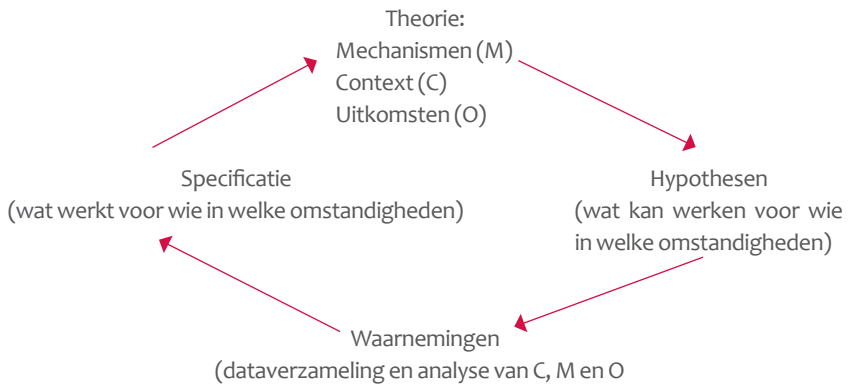 Theorie:
Mechanismen (M)
Context (C)
Uitkomsten (O)
Specificatie
(wat werkt voor wie in welke omstandigheden)
Hypothesen
(wat kan werken voor wie
in welke omstandigheden)
Waarnemingen
(dataverzameling en analyse van C, M en O